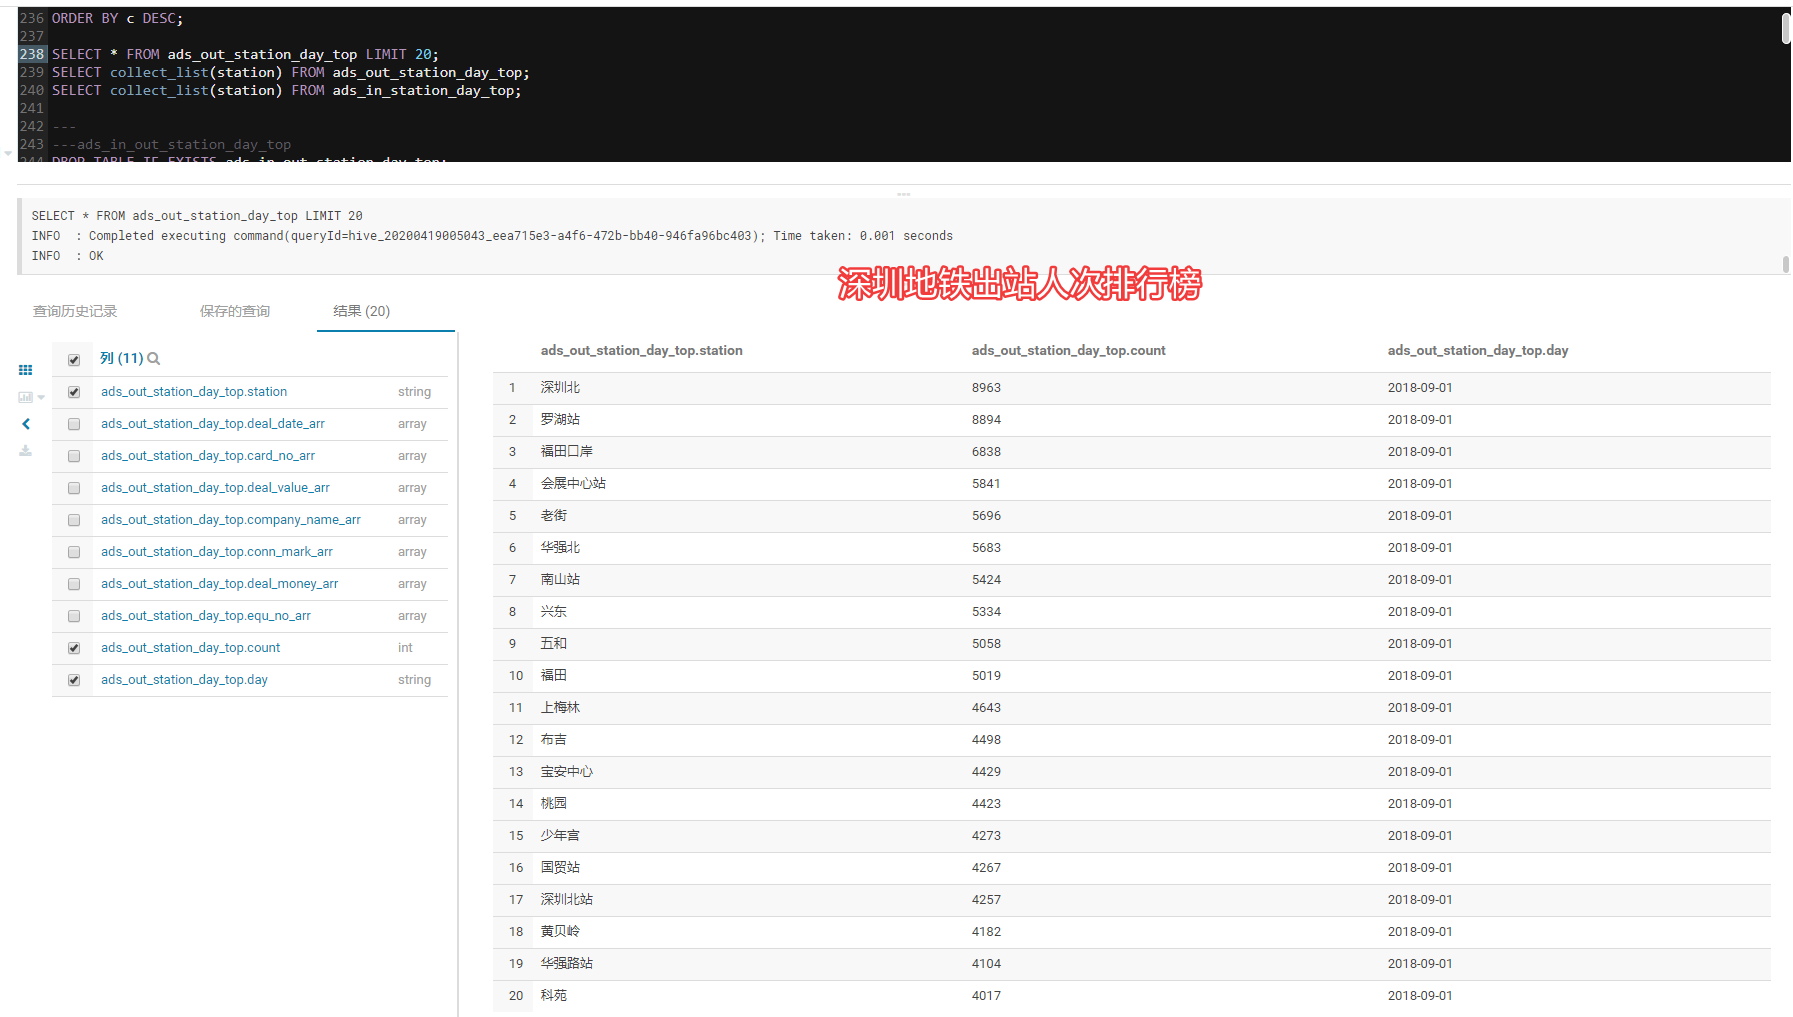 236 ORDER BY c DESC;
237
238 SELECT * FROM ads_out_station_day_top LIMIT 20;
239 SELECT collect_list(station) FROM ads_out_station_day_top;
240 SELECT collect_list(station) FROM ads_in_station_day_top;
241
242 ---
243 ---ads_in_out_station_day_top
244 DROP TABLE IF EXISTS ads_in_out_station_day_top;
SELECT * FROM ads_out_station_day_top LIMIT 20
INFO : Completed executing command(queryId=hive_20200419005043_eea715e3-a4f6-472b-bb40-946fa96bc403); Time taken: 0.001 seconds
INFO : OK
深圳地铁出站人次排行榜
查询历史记录 保存的查询 结果 (20)
列 (11)
ads_out_station_day_top.station string
ads_out_station_day_top.deal_date_arr array
ads_out_station_day_top.card_no_arr array
ads_out_station_day_top.deal_value_arr array
ads_out_station_day_top.company_name_arr array
ads_out_station_day_top.conn_mark_arr array
ads_out_station_day_top.deal_money_arr array
ads_out_station_day_top.equ_no_arr array
ads_out_station_day_top.count int
ads_out_station_day_top.day string
ads_out_station_day_top.station ads_out_station_day_top.count ads_out_station_day_top.day
1 深圳北 8963 2018-09-01
2 罗湖站 8894 2018-09-01
3 福田口岸 6838 2018-09-01
4 会展中心站 5841 2018-09-01
5 老街 5696 2018-09-01
6 华强北 5683 2018-09-01
7 南山站 5424 2018-09-01
8 兴东 5334 2018-09-01
9 五和 5058 2018-09-01
10 福田 5019 2018-09-01
11 上梅林 4643 2018-09-01
12 布吉 4498 2018-09-01
13 宝安中心 4429 2018-09-01
14 桃园 4423 2018-09-01
15 少年宫 4273 2018-09-01
16 国贸站 4267 2018-09-01
17 深圳北站 4257 2018-09-01
18 黄贝岭 4182 2018-09-01
19 华强路站 4104 2018-09-01
20 科苑 4017 2018-09-01